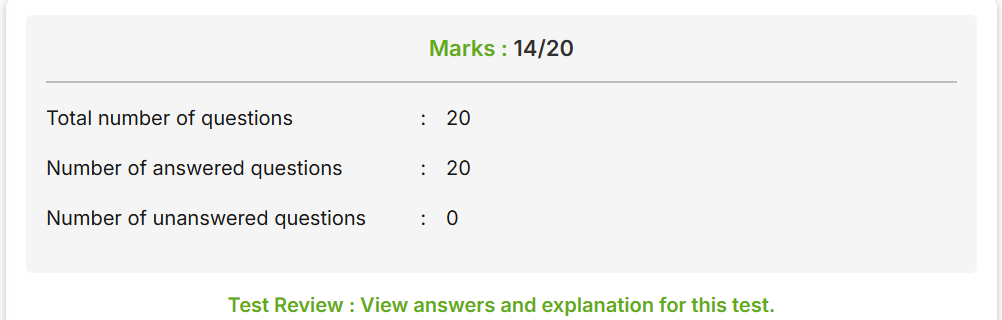 Marks : 14/20
Total number of questions : 20
Number of answered questions : 20
Number of unanswered questions : 0
Test Review : View answers and explanation for this test.